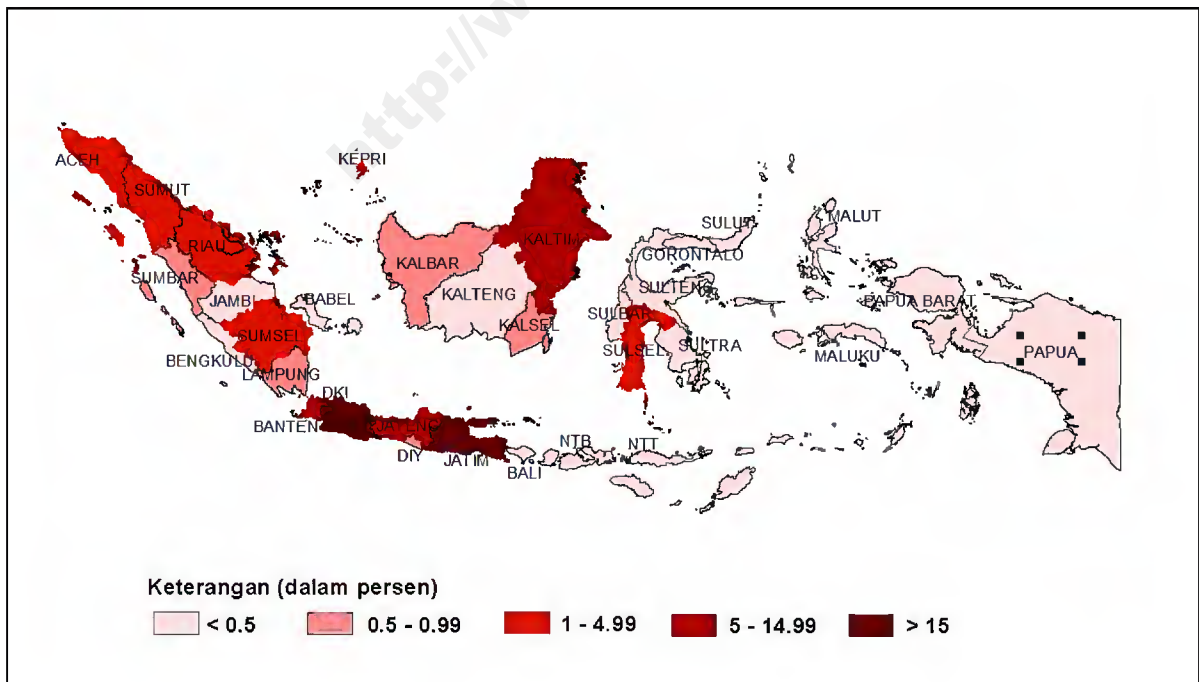 http://w
ACEH
SUMUT
KEPRI
RIAU
SUMBAR
JAMBI
BABEL
SUMSEL
BENGKULU
LAMPUNG
KALBAR
KALTIM
KALTENG
KALSEL
SULUT
MALUT
GORONTALO
SULTENG
SULBAR
SULSEL
SULTRA
MALUKU
PAPUA BARAT
PAPUA
DKI
BANTEN
JATENG
DIY
JATIM
BALI
NTB
NTT
Keterangan (dalam persen)
< 0.5 0.5 - 0.99 1 - 4.99 5 - 14.99 > 15